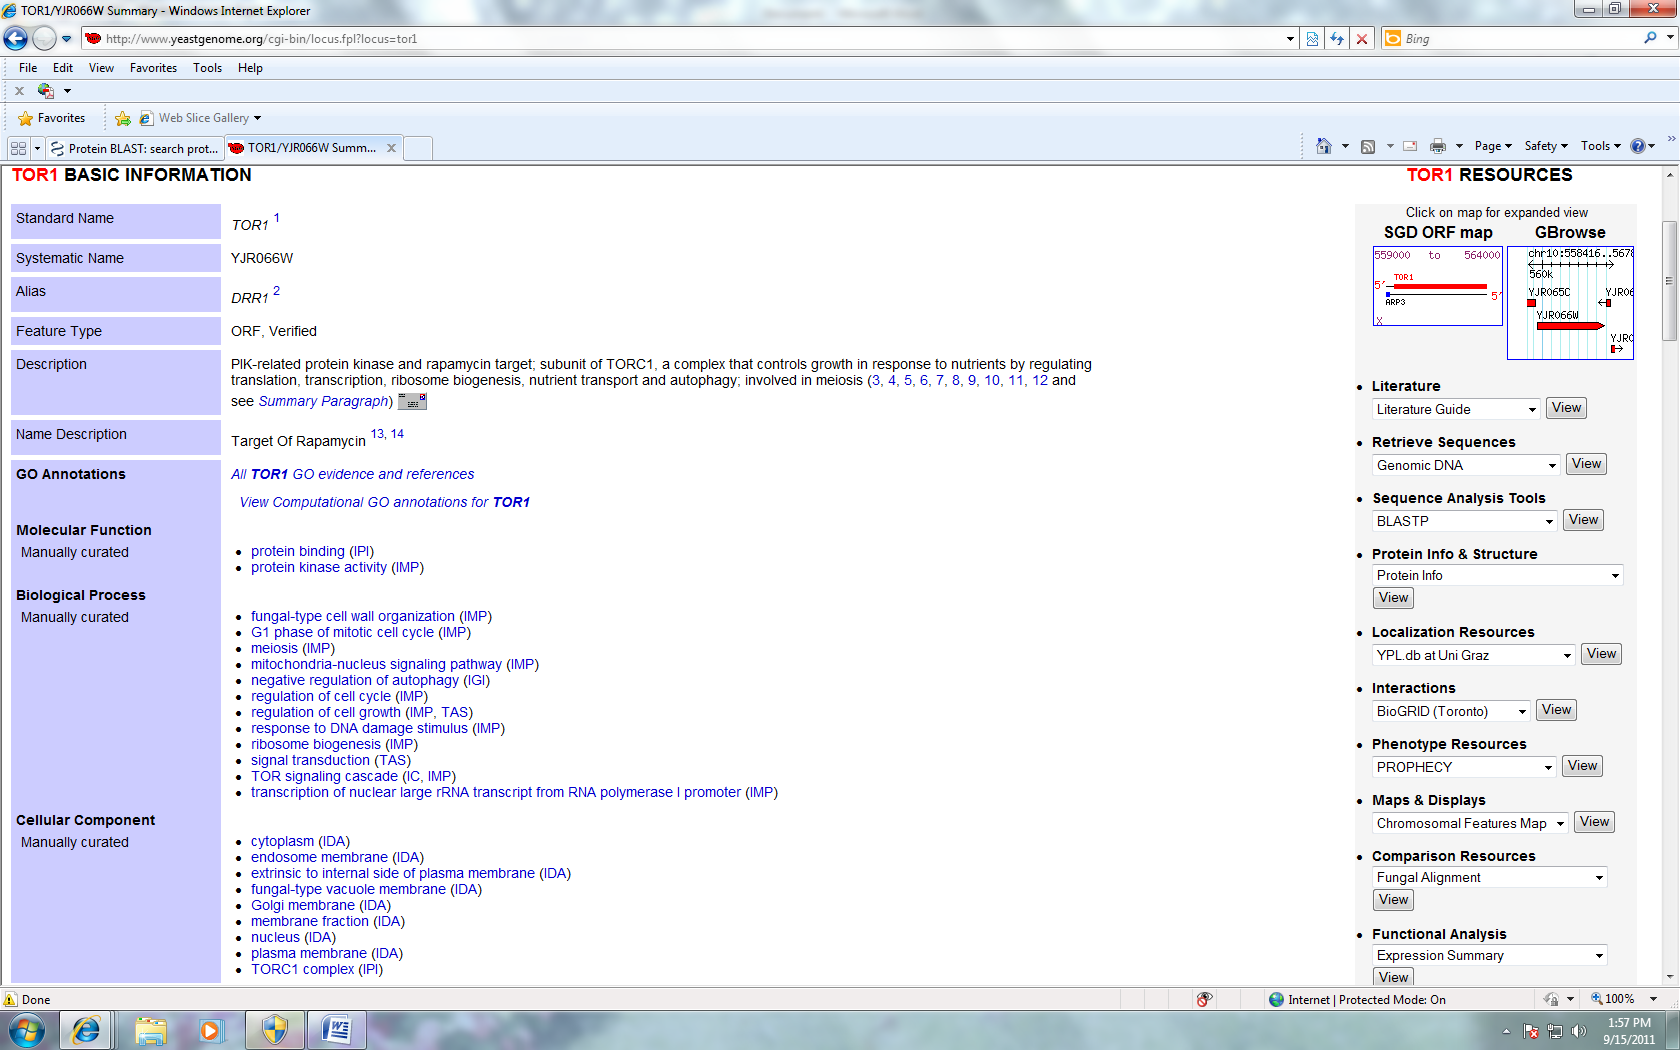 TOR1/YJR066W Summary - Windows Internet Explorer
http://www.yeastgenome.org/cgi-bin/locus.fpl?locus=tor1
Bing
File Edit View Favorites Tools Help
Favorites Web Slice Gallery
Protein BLAST: search prot... TOR1/YJR066W Summ... Page Safety Tools
TOR1 BASIC INFORMATION
Standard Name TOR1 1
Systematic Name YJR066W
Alias DRR1 2
Feature Type ORF, Verified
Description PIK-related protein kinase and rapamycin target; subunit of TORC1, a complex that controls growth in response to nutrients by regulating
translation, transcription, ribosome biogenesis, nutrient transport and autophagy; involved in meiosis (3, 4, 5, 6, 7, 8, 9, 10, 11, 12 and
see Summary Paragraph)
Name Description Target Of Rapamycin 13, 14
GO Annotations All TOR1 GO evidence and references
View Computational GO annotations for TOR1
Molecular Function
Manually curated
• protein binding (IPI)
• protein kinase activity (IMP)
Biological Process
Manually curated
• fungal-type cell wall organization (IMP)
• G1 phase of mitotic cell cycle (IMP)
• meiosis (IMP)
• mitochondria-nucleus signaling pathway (IMP)
• negative regulation of autophagy (IGI)
• regulation of cell cycle (IMP)
• regulation of cell growth (IMP, TAS)
• response to DNA damage stimulus (IMP)
• ribosome biogenesis (IMP)
• signal transduction (TAS)
• TOR signaling cascade (IC, IMP)
• transcription of nuclear large rRNA transcript from RNA polymerase I promoter (IMP)
Cellular Component
Manually curated
• cytoplasm (IDA)
• endosome membrane (IDA)
• extrinsic to internal side of plasma membrane (IDA)
• fungal-type vacuole membrane (IDA)
• Golgi membrane (IDA)
• membrane fraction (IDA)
• nucleus (IDA)
• plasma membrane (IDA)
• TORC1 complex (IPI)
TOR1 RESOURCES
Click on map for expanded view
SGD ORF map GBrowse
559000 to 564000
TOR1
5'
5'
ARP3
X
chr10:558416..5678
560k
YJR065C YJR06
YJR066W
YJR0
• Literature
Literature Guide View
• Retrieve Sequences
Genomic DNA View
• Sequence Analysis Tools
BLASTP View
• Protein Info & Structure
Protein Info
View
• Localization Resources
YPL.db at Uni Graz View
• Interactions
BioGRID (Toronto) View
• Phenotype Resources
PROPHECY View
• Maps & Displays
Chromosomal Features Map View
• Comparison Resources
Fungal Alignment
View
• Functional Analysis
Expression Summary
View
Done Internet | Protected Mode: On 100%
1:57 PM
9/15/2011